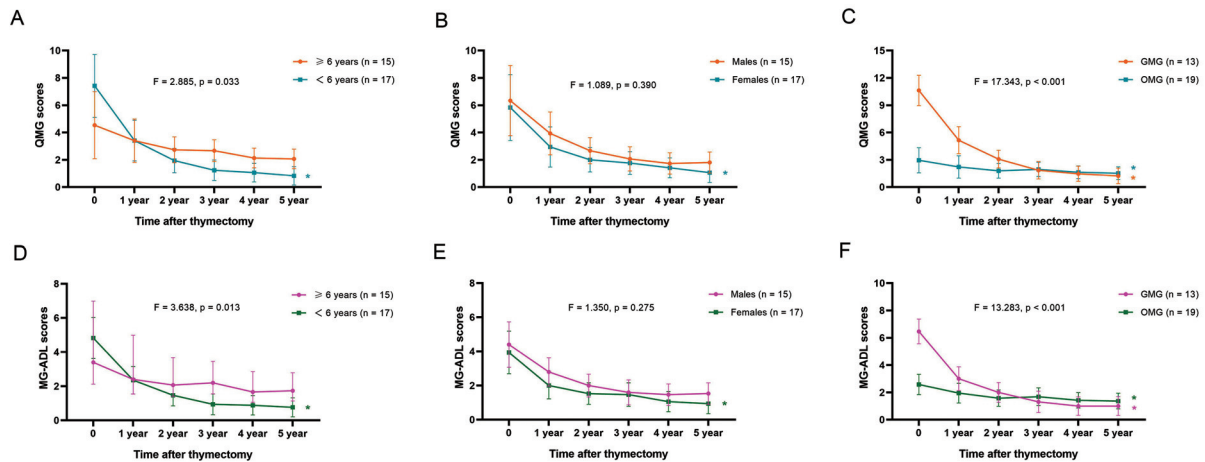 A
QMG scores
10
8
6
4
2
0
F = 2.885, p = 0.033
⩾ 6 years (n = 15)
< 6 years (n = 17)
*
0 1 year 2 year 3 year 4 year 5 year
Time after thymectomy
B
QMG scores
10
8
6
4
2
0
F = 1.089, p = 0.390
Males (n = 15)
Females (n = 17)
*
0 1 year 2 year 3 year 4 year 5 year
Time after thymectomy
C
QMG scores
15
12
9
6
3
0
F = 17.343, p < 0.001
GMG (n = 13)
OMG (n = 19)
*
*
0 1 year 2 year 3 year 4 year 5 year
Time after thymectomy
D
MG-ADL scores
8
6
4
2
0
F = 3.638, p = 0.013
⩾ 6 years (n = 15)
< 6 years (n = 17)
*
0 1 year 2 year 3 year 4 year 5 year
Time after thymectomy
E
MG-ADL scores
8
6
4
2
0
F = 1.350, p = 0.275
Males (n = 15)
Females (n = 17)
*
0 1 year 2 year 3 year 4 year 5 year
Time after thymectomy
F
MG-ADL scores
10
8
6
4
2
0
F = 13.283, p < 0.001
GMG (n = 13)
OMG (n = 19)
*
*
0 1 year 2 year 3 year 4 year 5 year
Time after thymectomy